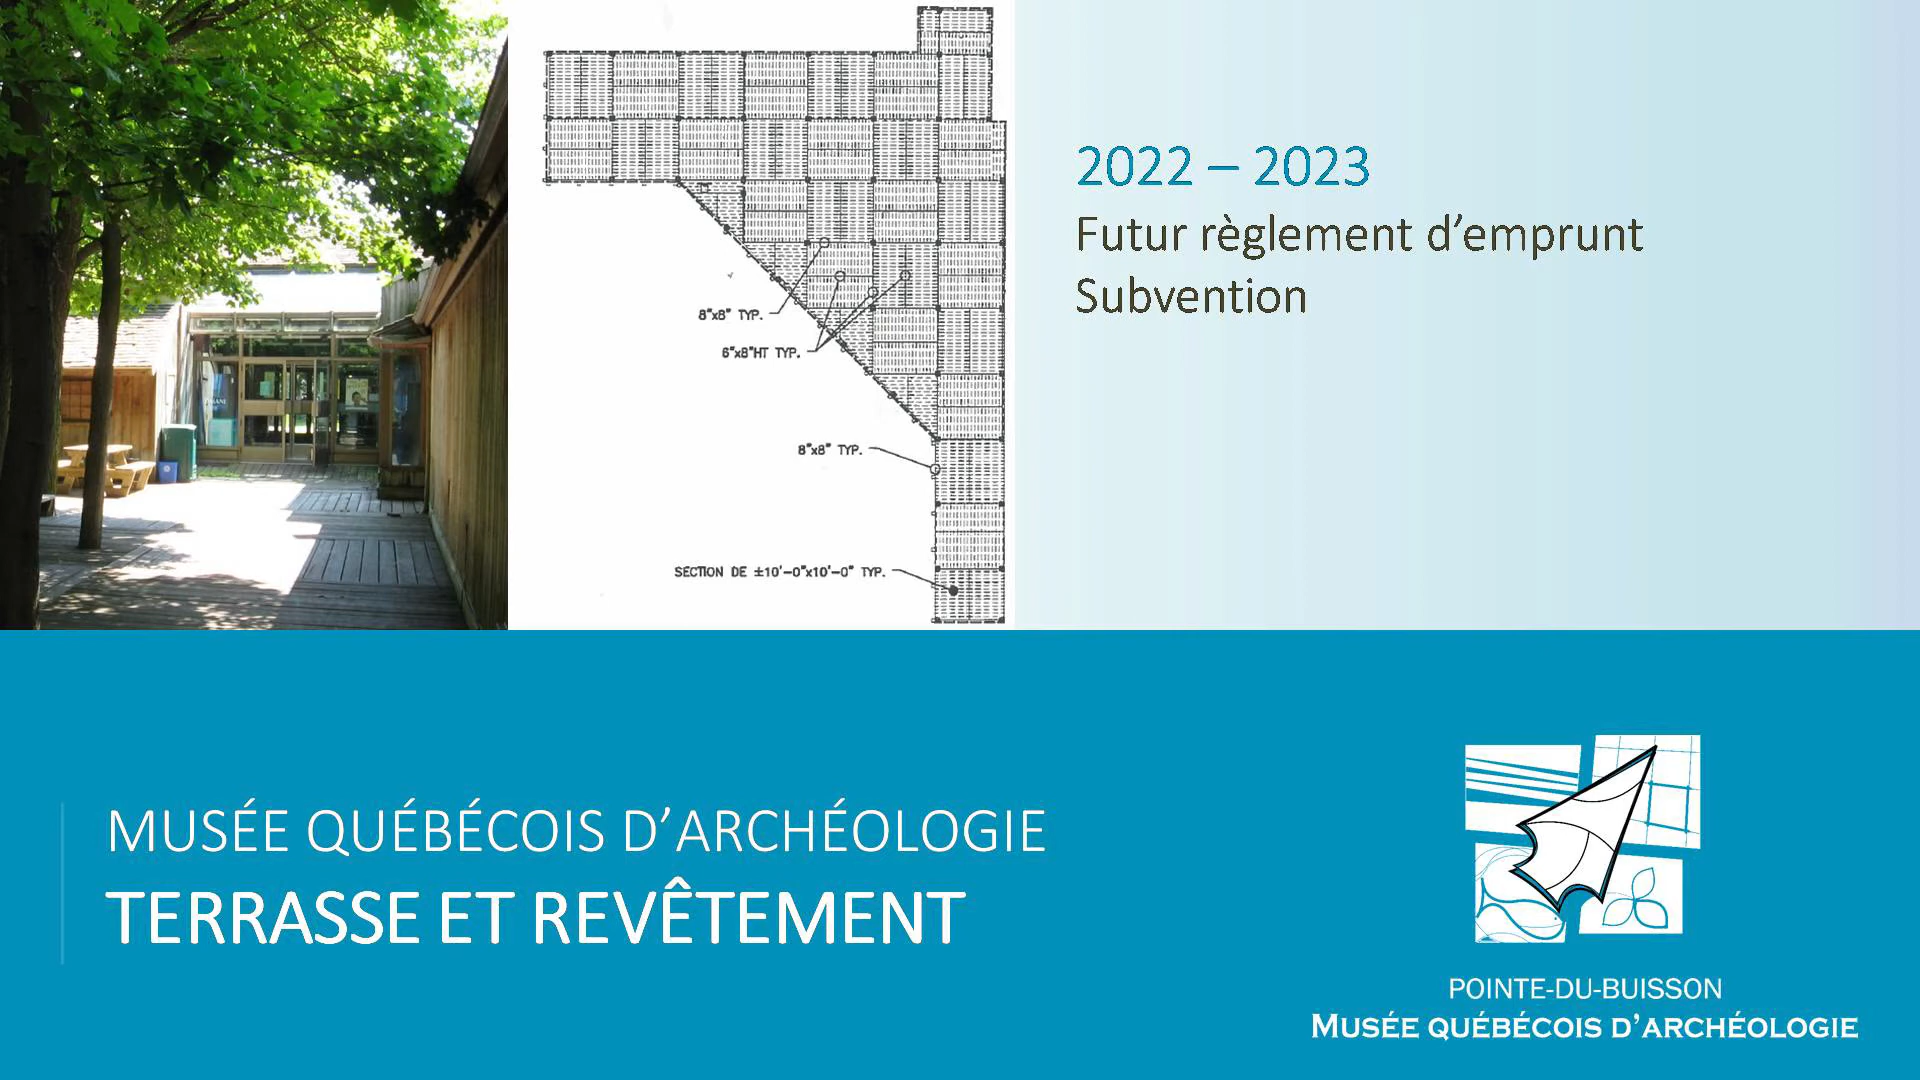 2022 – 2023
Futur règlement d’emprunt
Subvention
8"x8" TYP.
6"x8"HT TYP.
8"x8" TYP.
SECTION DE ±10'–0"x10'–0" TYP.
MUSÉE QUÉBÉCOIS D’ARCHÉOLOGIE
TERRASSE ET REVÊTEMENT
POINTE-DU-BUISSON
MUSÉE QUÉBÉCOIS D’ARCHÉOLOGIE